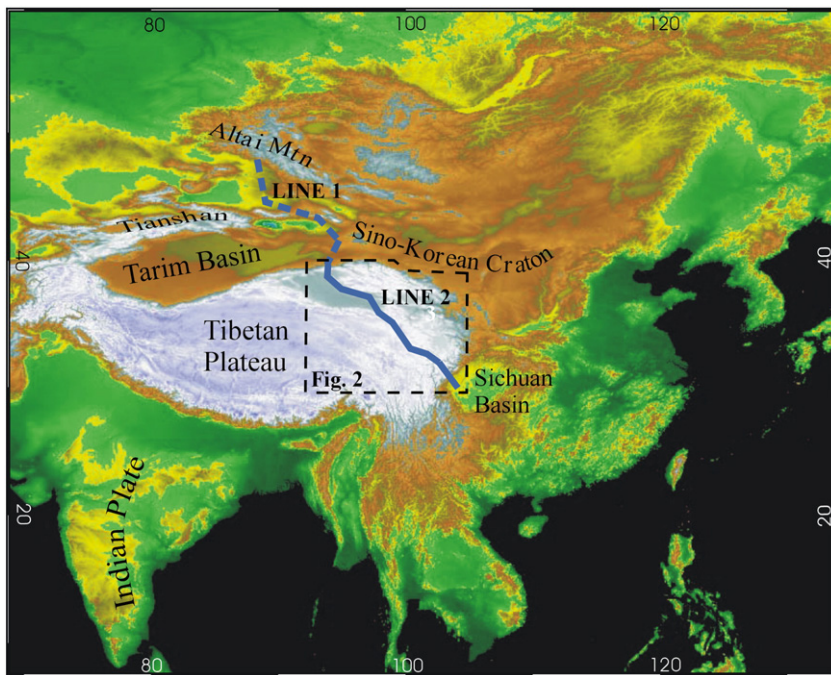 80
100
120
Altai Mtn
LINE 1
Tianshan
Sino-Korean Craton
Tarim Basin
40
40
LINE 2
3
Tibetan
Plateau
Fig. 2
Sichuan
Basin
Indian Plate
20
20
80
100
120